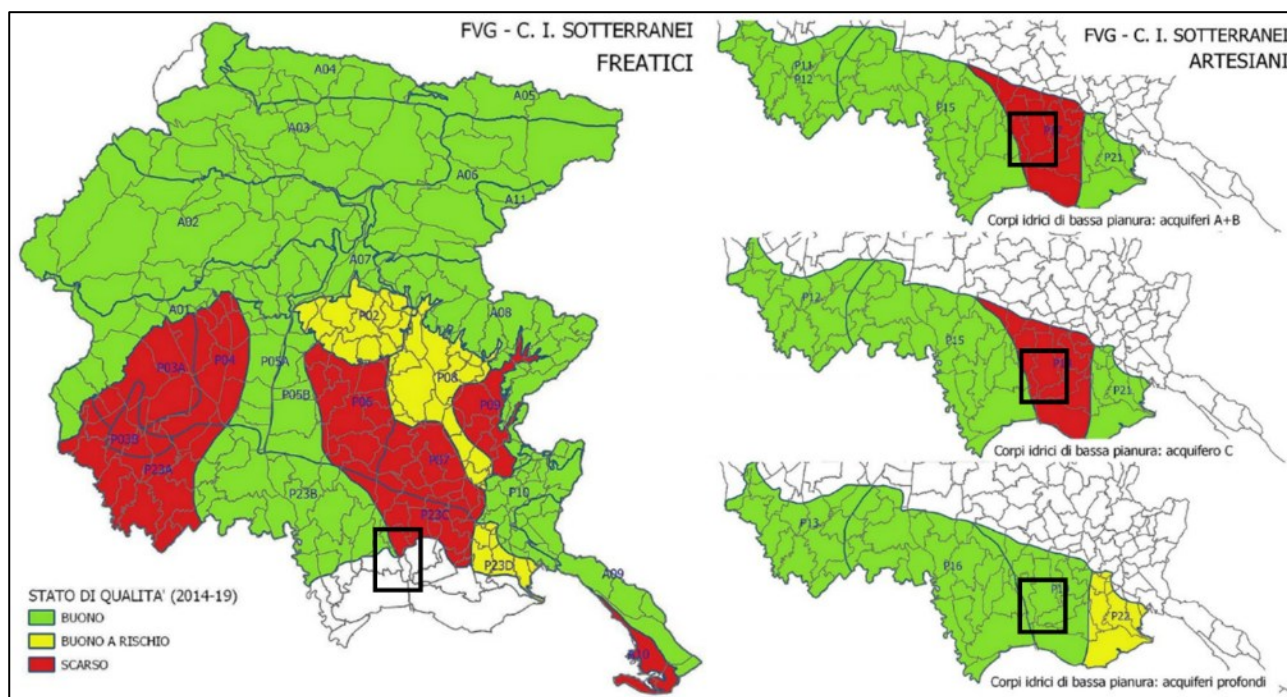 FVG - C. I. SOTTERRANEI
FREATICI
A04
A05
A03
A06
A11
A02
A07
A01
P02
A08
P03A
P04
P05A
P05B
P08
P06
P09
P03B
P07
P23A
P10
P23B
P23C
P23D
A09
A10
STATO DI QUALITA' (2014-19)
BUONO
BUONO A RISCHIO
SCARSO
FVG - C. I. SOTTERRANEI
ARTESIANI
P11
P12
P15
P21
Corpi idrici di bassa pianura: acquiferi A+B
P12
P15
P21
Corpi idrici di bassa pianura: acquifero C
P13
P16
P22
Corpi idrici di bassa pianura: acquiferi profondi